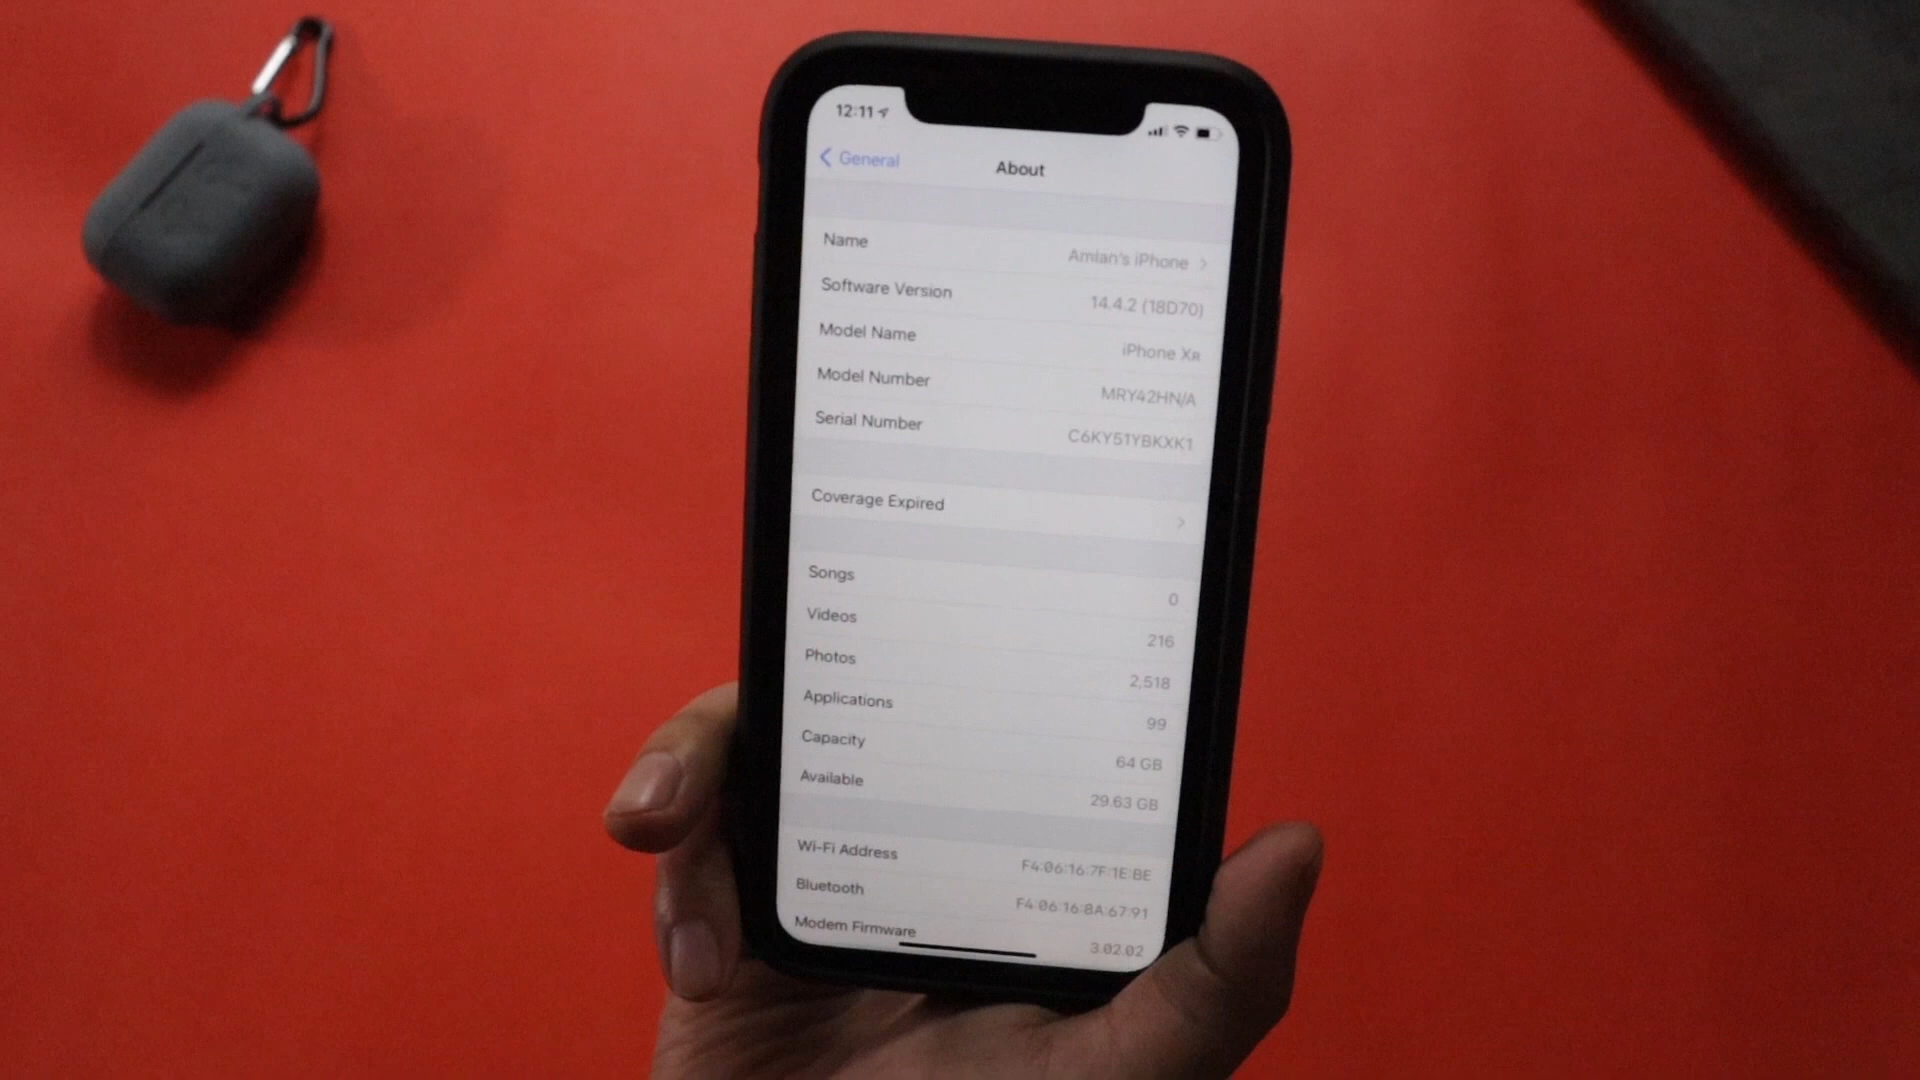 12:11
General
About
Name Amlan's iPhone
Software Version 14.4.2 (18D70)
Model Name iPhone XR
Model Number MRY42HN/A
Serial Number C6KY51YBKXK1
Coverage Expired
Songs 0
Videos 216
Photos 2,518
Applications 99
Capacity 64 GB
Available 29.63 GB
Wi-Fi Address F4:06:16:7F:1E:BE
Bluetooth F4:06:16:8A:67:91
Modem Firmware 3.02.02